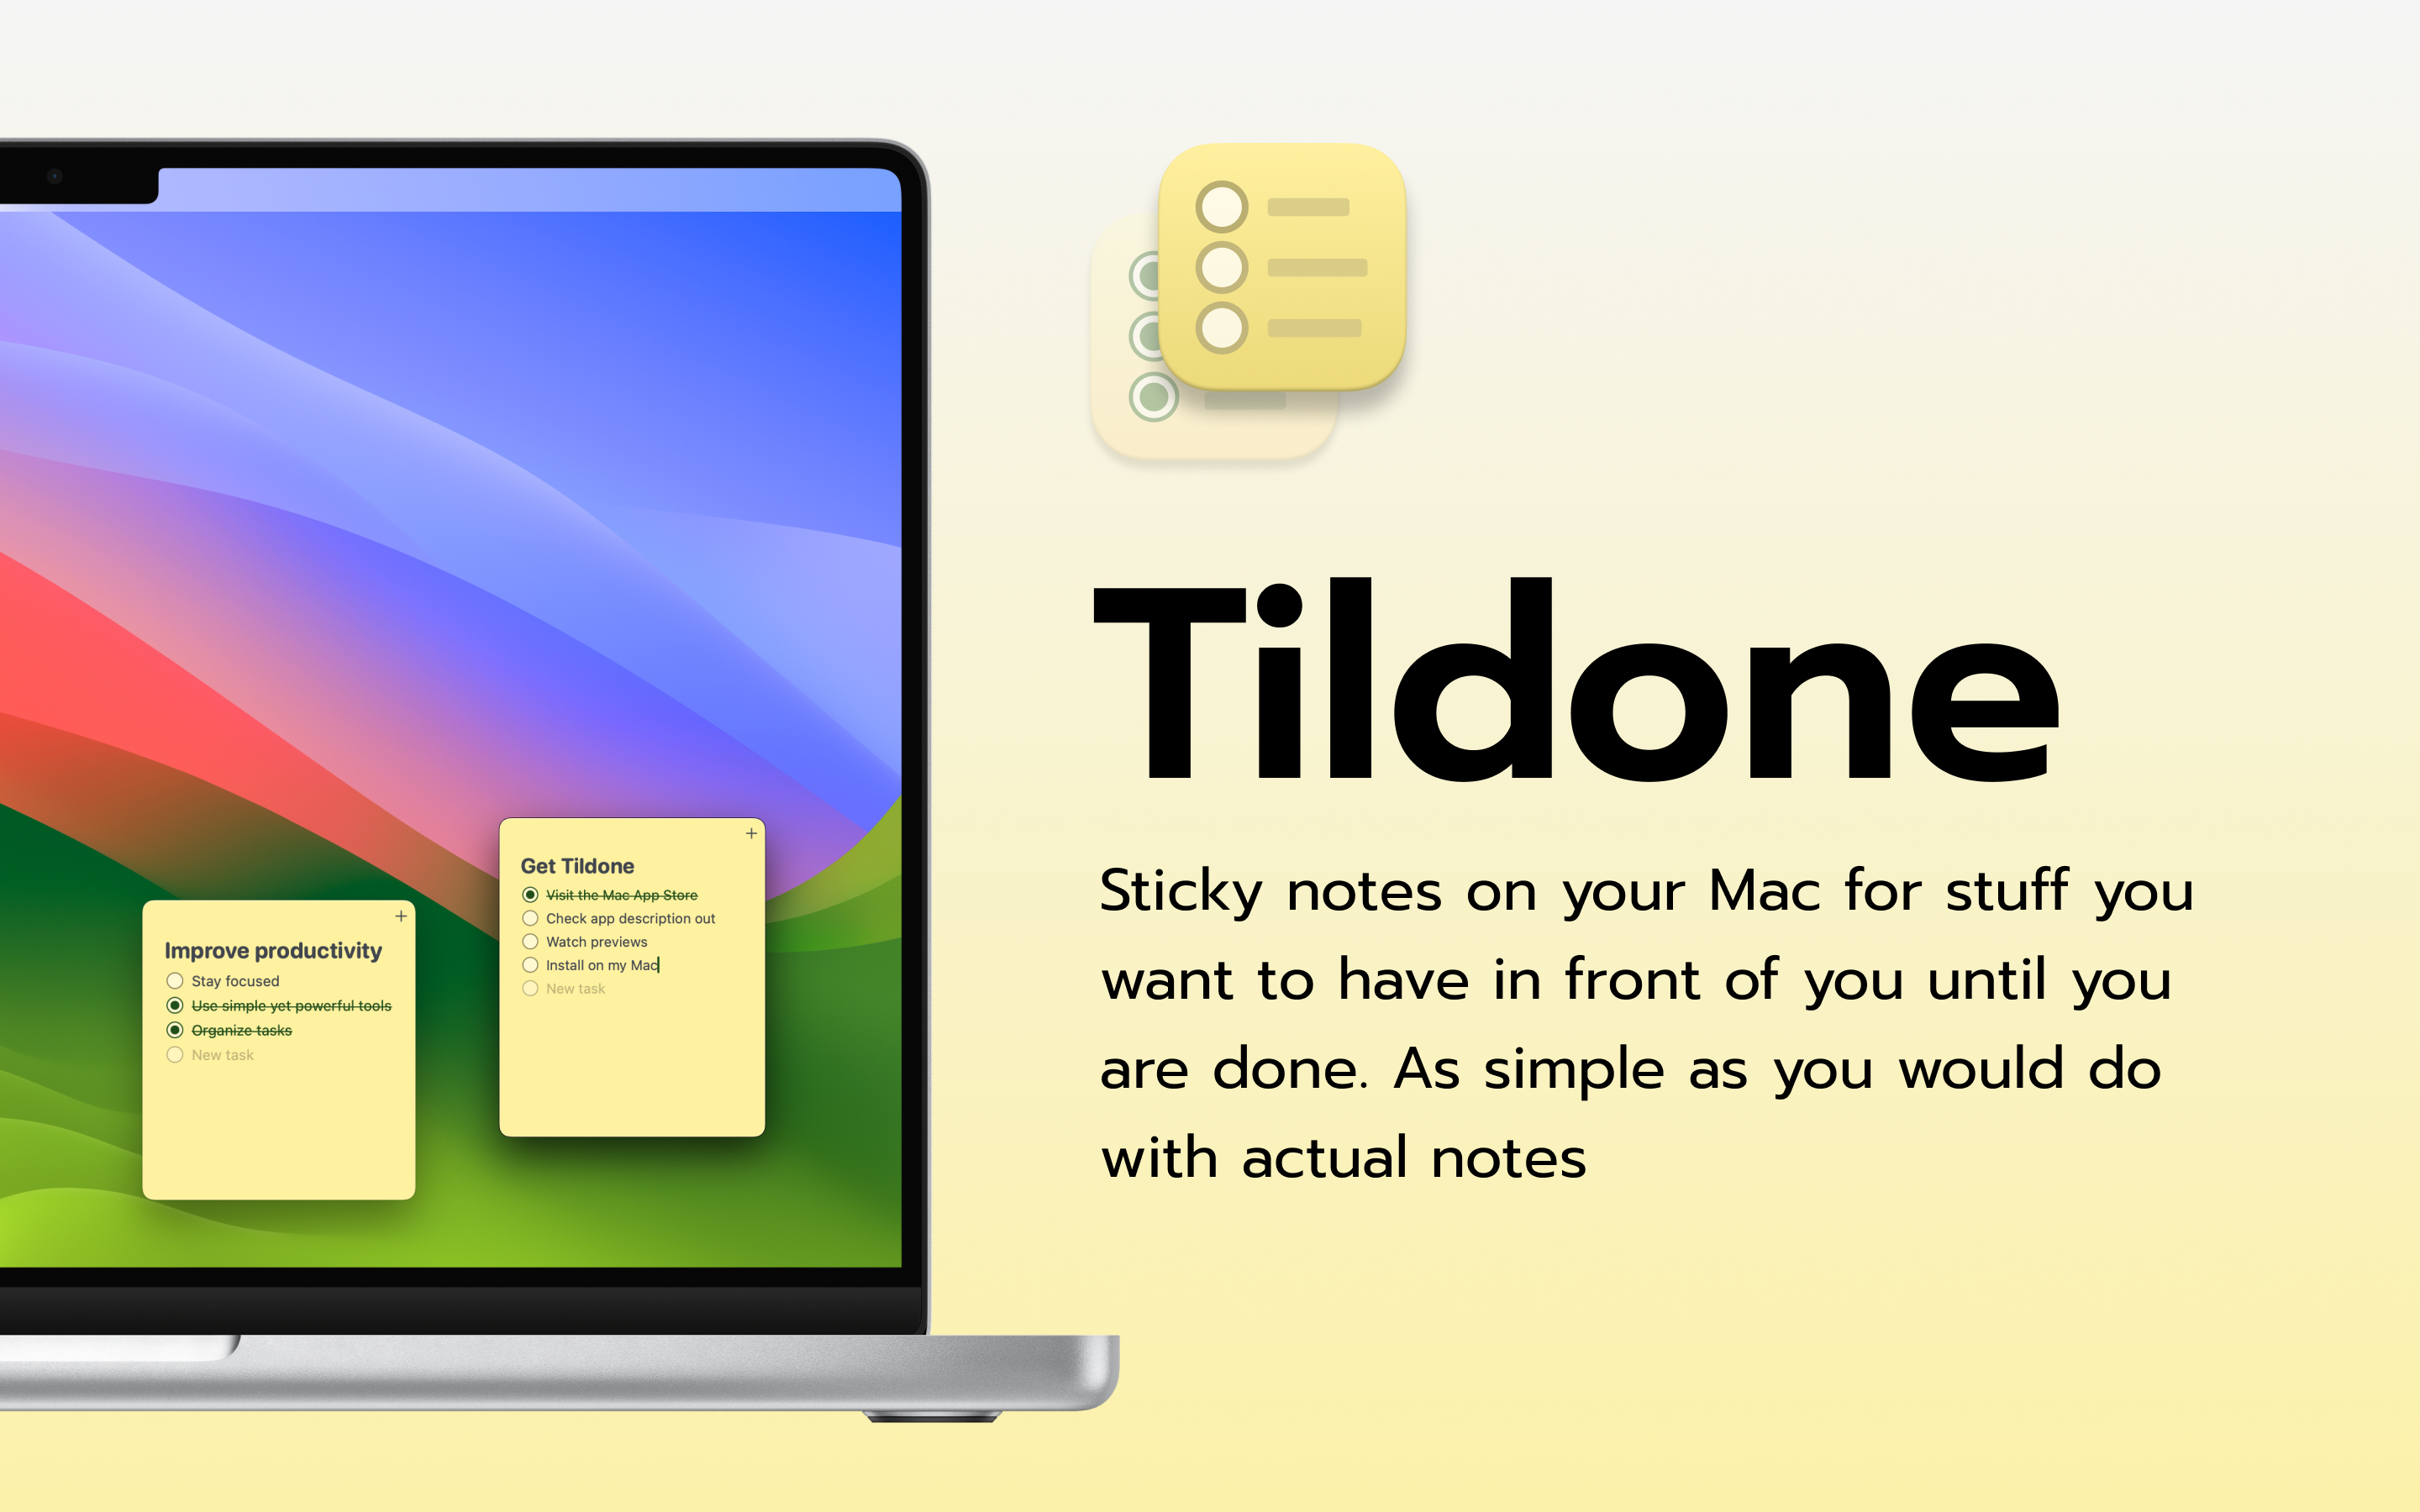 Tildone
Sticky notes on your Mac for stuff you
want to have in front of you until you
are done. As simple as you would do
with actual notes
Improve productivity
Stay focused
Use simple yet powerful tools
Organize tasks
New task
Get Tildone
Visit the Mac App Store
Check app description out
Watch previews
Install on my Mac
New task